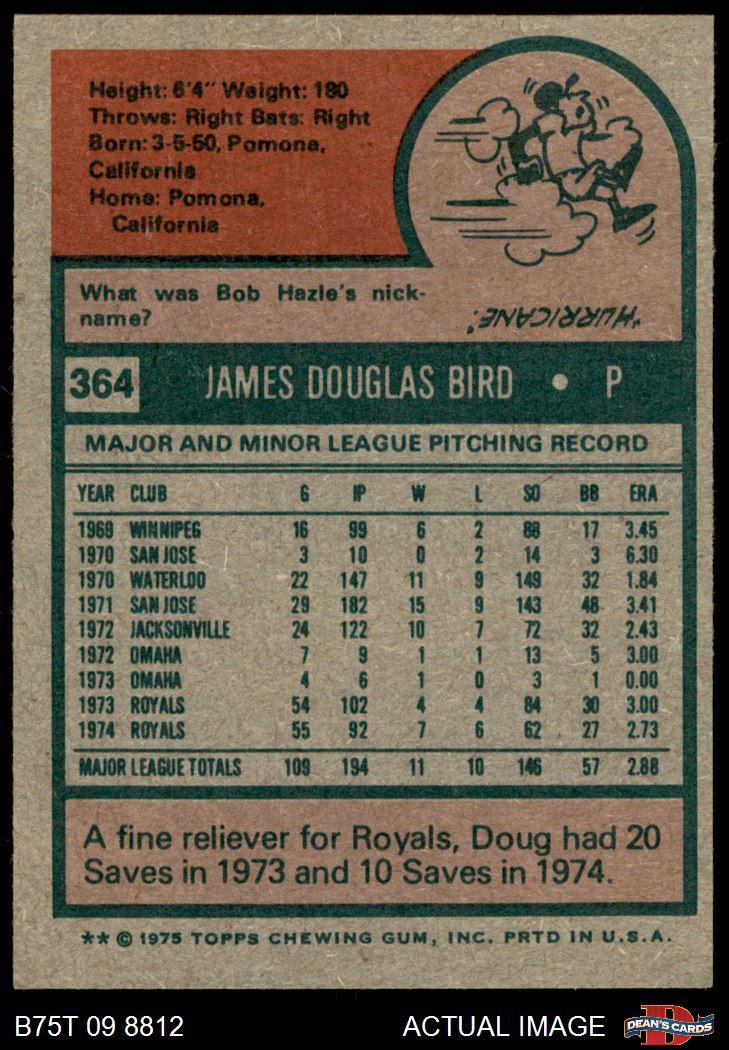 Height: 6'4" Weight: 180
Throws: Right Bats: Right
Born: 3-5-50, Pomona,
California
Home: Pomona,
California
What was Bob Hazle's nick-
name?
"HURRICANE."
364 JAMES DOUGLAS BIRD • P
MAJOR AND MINOR LEAGUE PITCHING RECORD
YEAR CLUB G IP W L SO BB ERA
1969 WINNIPEG 16 99 6 2 88 17 3.45
1970 SAN JOSE 3 10 0 2 14 3 6.30
1970 WATERLOO 22 147 11 9 149 32 1.84
1971 SAN JOSE 29 182 15 9 143 48 3.41
1972 JACKSONVILLE 24 122 10 7 72 32 2.43
1972 OMAHA 7 9 1 1 13 5 3.00
1973 OMAHA 4 6 1 0 3 1 0.00
1973 ROYALS 54 102 4 4 84 30 3.00
1974 ROYALS 55 92 7 6 62 27 2.73
MAJOR LEAGUE TOTALS 109 194 11 10 146 57 2.88
A fine reliever for Royals, Doug had 20
Saves in 1973 and 10 Saves in 1974.
** © 1975 TOPPS CHEWING GUM, INC. PRTD IN U.S.A.
B75T 09 8812 ACTUAL IMAGE DEAN'S CARDS